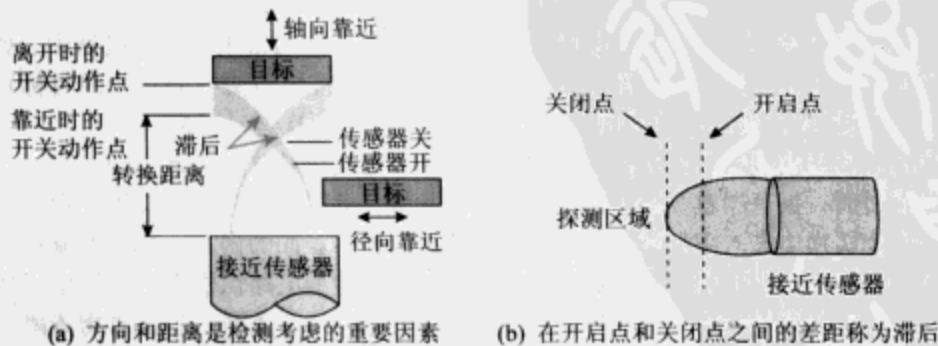 轴向靠近
离开时的
开关动作点
目标
靠近时的
开关动作点
滞后
传感器关
传感器开
转换距离
目标
径向靠近
接近传感器
(a) 方向和距离是检测考虑的重要因素
关闭点
开启点
探测区域
接近传感器
(b) 在开启点和关闭点之间的差距称为滞后